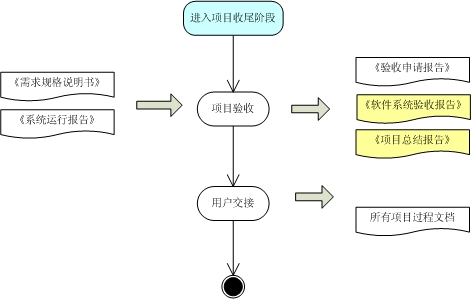 进入项目收尾阶段
《需求规格说明书》
《系统运行报告》
项目验收
《验收申请报告》
《软件系统验收报告》
《项目总结报告》
用户交接
所有项目过程文档